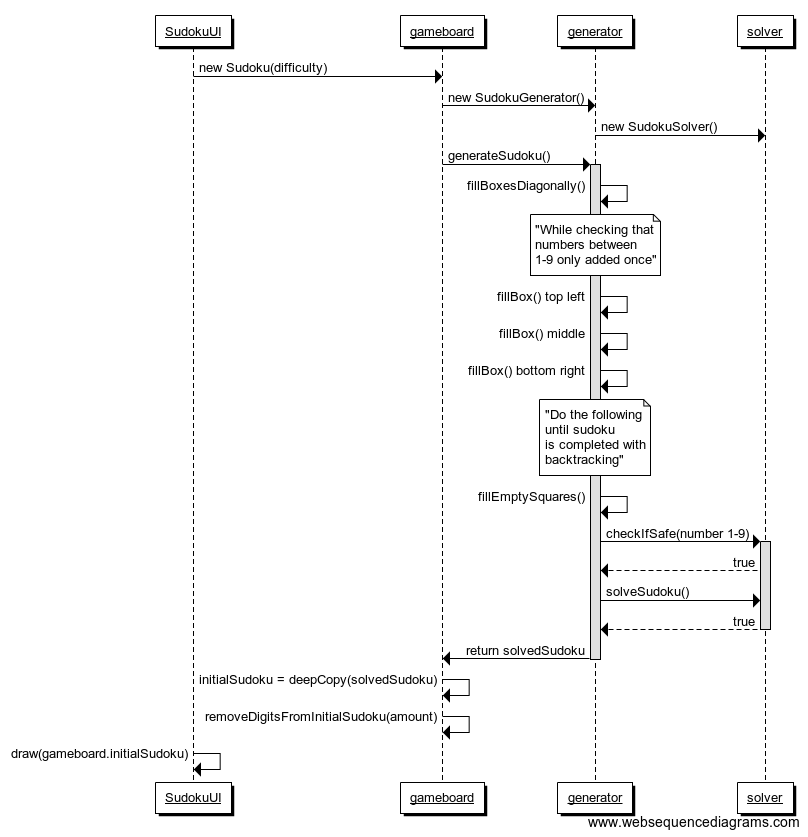 SudokuUI
gameboard
generator
solver
new Sudoku(difficulty)
new SudokuGenerator()
new SudokuSolver()
generateSudoku()
fillBoxesDiagonally()
"While checking that
numbers between
1-9 only added once"
fillBox() top left
fillBox() middle
fillBox() bottom right
"Do the following
until sudoku
is completed with
backtracking"
fillEmptySquares()
checkIfSafe(number 1-9)
true
solveSudoku()
true
return solvedSudoku
initialSudoku = deepCopy(solvedSudoku)
removeDigitsFromInitialSudoku(amount)
draw(gameboard.initialSudoku)
SudokuUI
gameboard
generator
solver
www.websequencediagrams.com